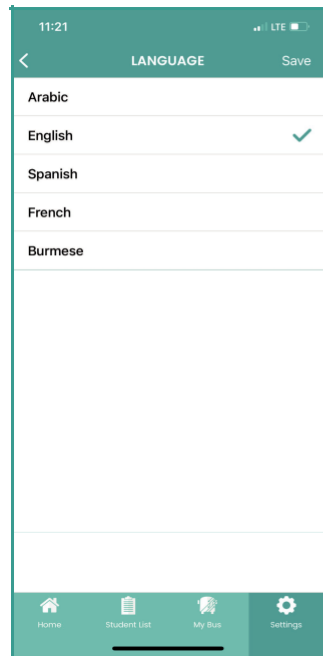 11:21 LTE
LANGUAGE Save
Arabic
English
Spanish
French
Burmese
Home Student List My Bus Settings